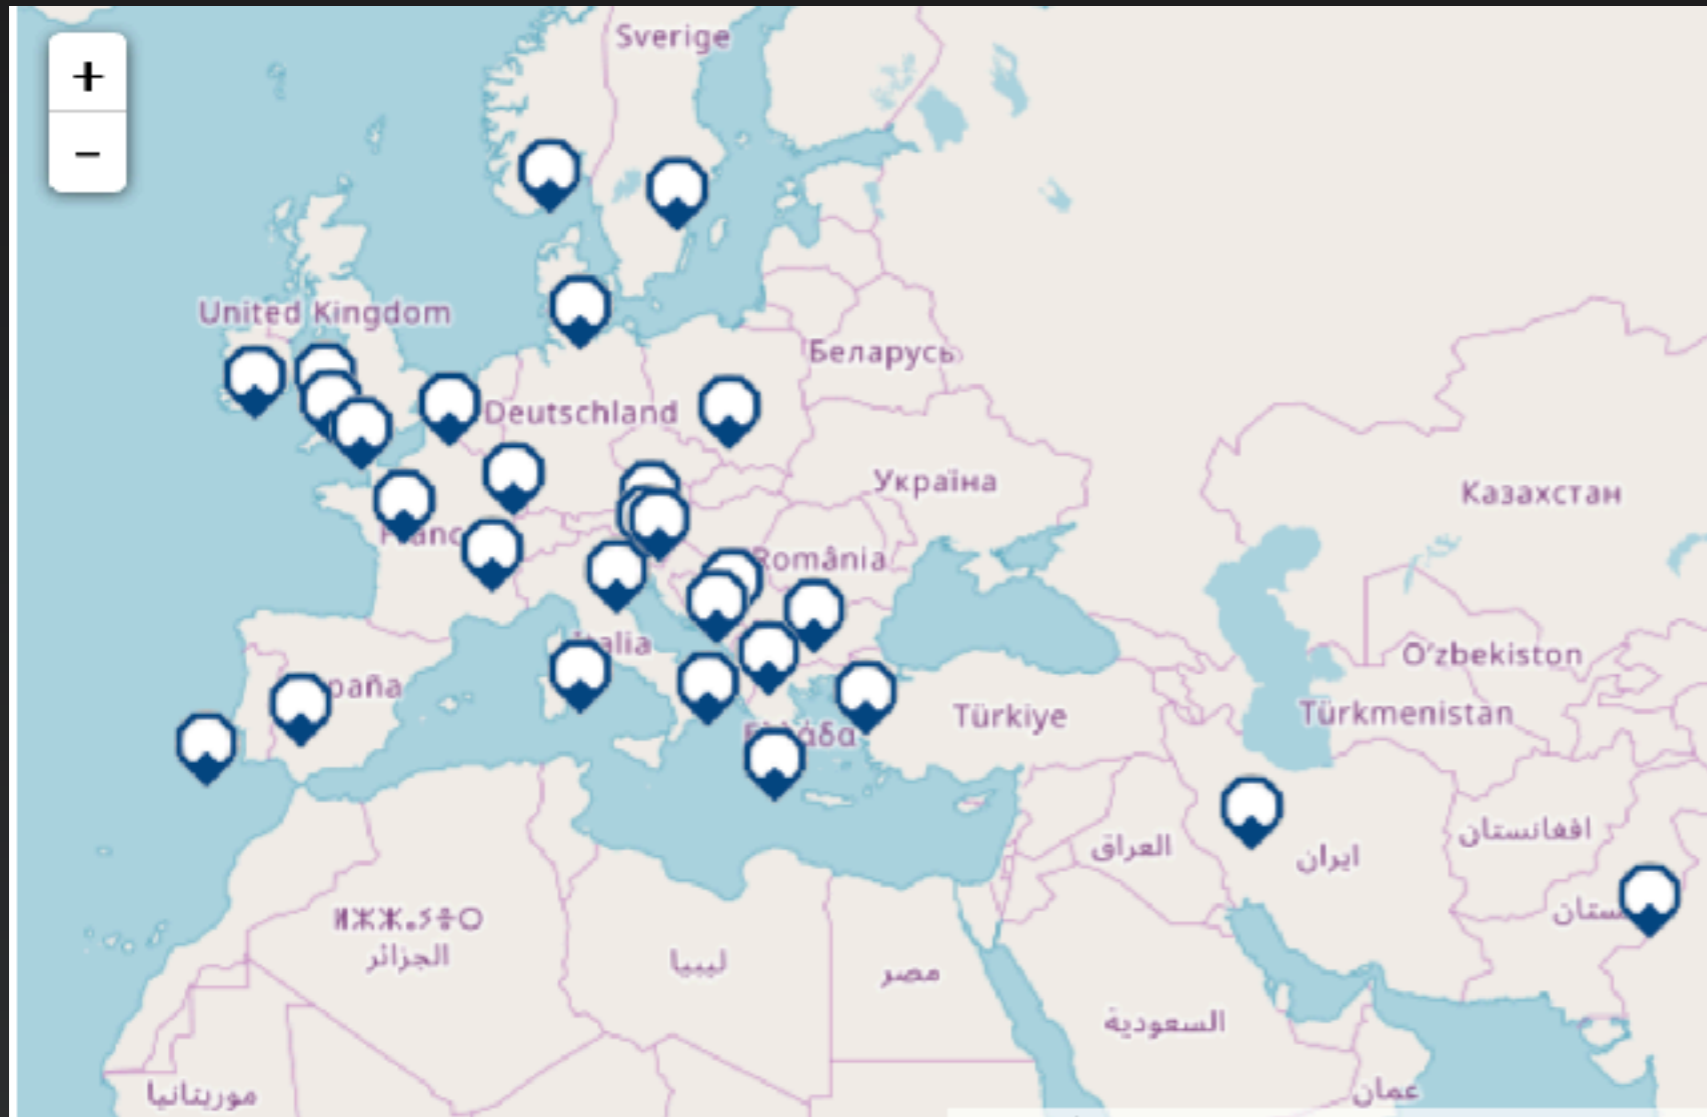 +
−
Sverige
United Kingdom
Беларусь
Deutschland
Україна
Казахстан
România
O'zbekiston
Türkmenistan
Türkiye
افغانستان
العراق
ایران
ⵍⵣⵣⴰⵢⴻⵔ
الجزائر
ليبيا
مصر
السعودية
عمان
موريتانيا